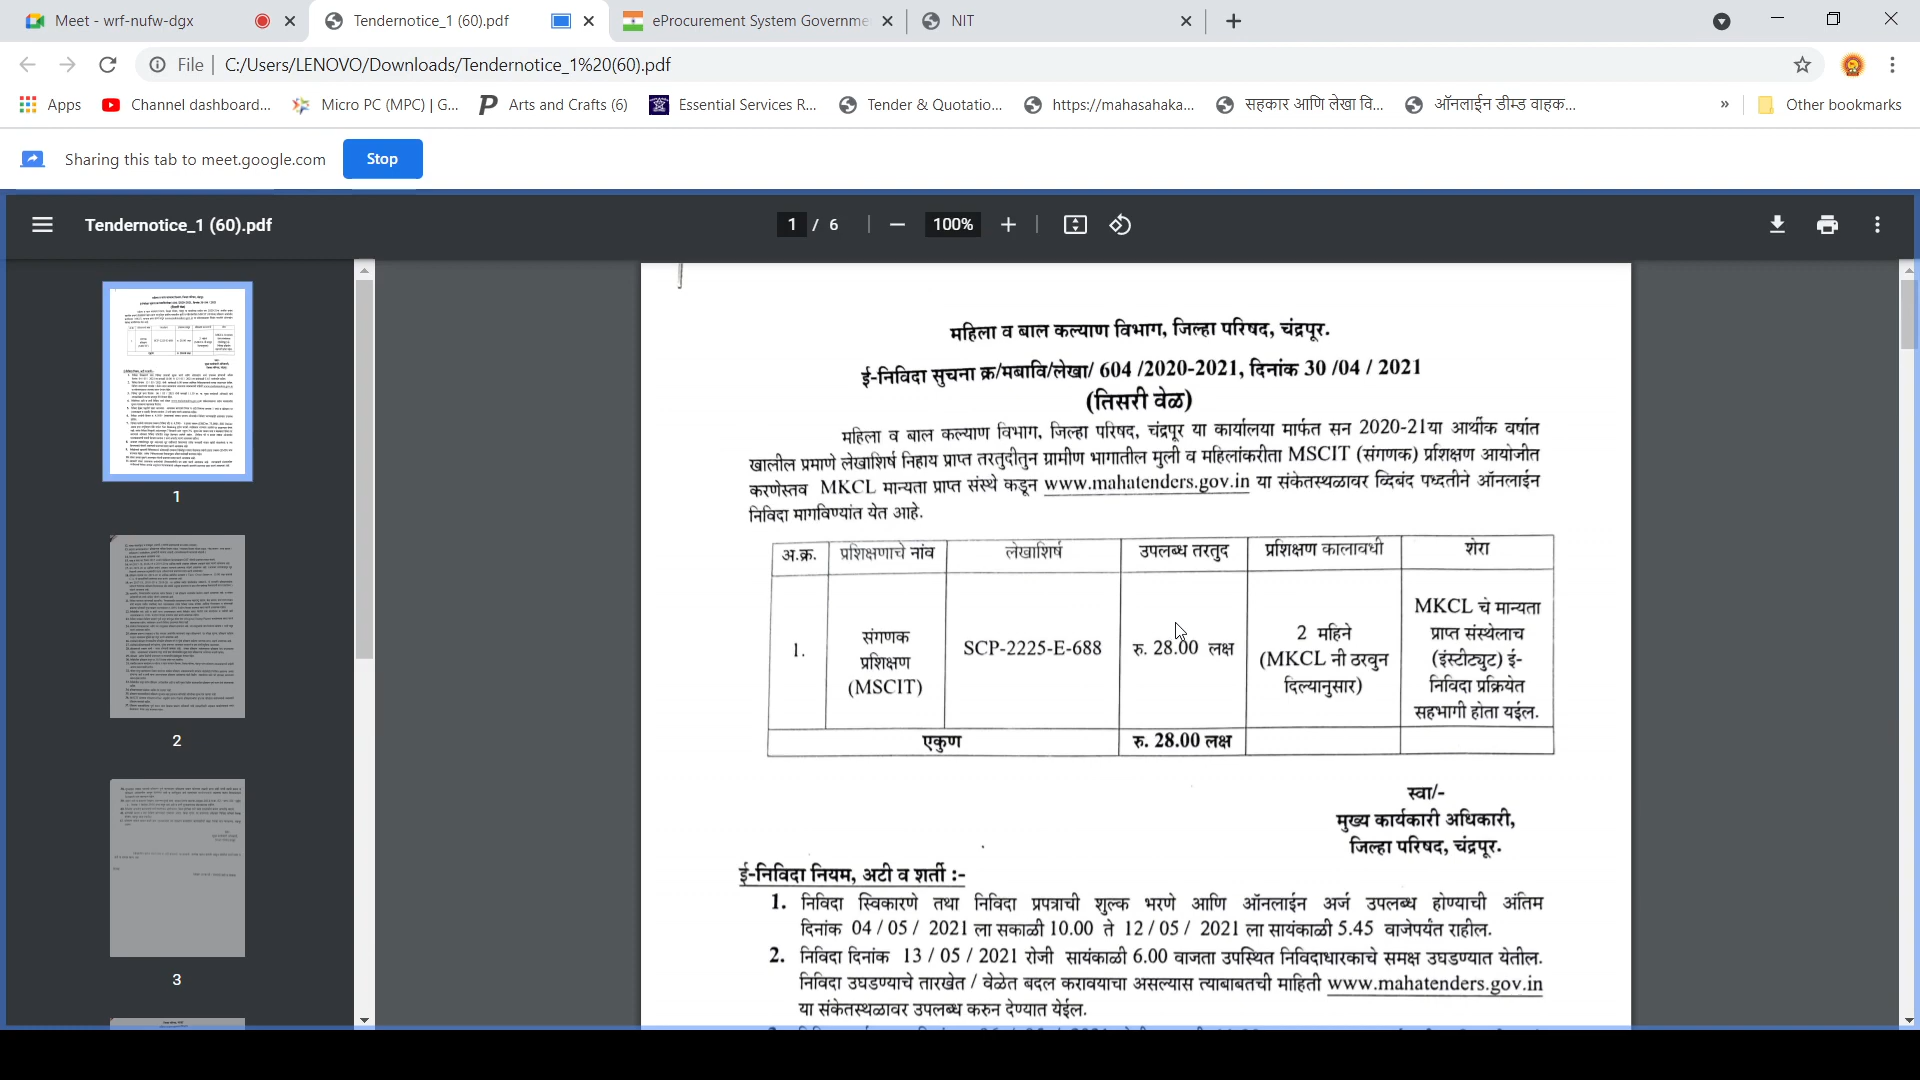 Meet - wrf-nufw-dgx
Tendernotice_1 (60).pdf
eProcurement System Governme
NIT
File
C:/Users/LENOVO/Downloads/Tendernotice_1%20(60).pdf
Apps
Channel dashboard...
Micro PC (MPC) | G...
Arts and Crafts (6)
Essential Services R...
Tender & Quotatio...
https://mahasahaka...
सहकार आणि लेखा वि...
ऑनलाईन डीम्ड वाहक...
»
Other bookmarks
Sharing this tab to meet.google.com
Stop
Tendernotice_1 (60).pdf
1 / 6
100%
1
2
3
महिला व बाल कल्याण विभाग, जिल्हा परिषद, चंद्रपूर.
ई-निविदा सुचना क्र/मबावि/लेखा/ 604 /2020-2021, दिनांक 30 /04 / 2021
(तिसरी वेळ)
महिला व बाल कल्याण विभाग, जिल्हा परिषद, चंद्रपूर या कार्यालया मार्फत सन 2020-21या आर्थीक वर्षात
खालील प्रमाणे लेखाशिर्ष निहाय प्राप्त तरतुदीतुन ग्रामीण भागातील मुली व महिलांकरीता MSCIT (संगणक) प्रशिक्षण आयोजीत
करणेस्तव MKCL मान्यता प्राप्त संस्थे कडून www.mahatenders.gov.in या संकेतस्थळावर व्दिबंद पध्दतीने ऑनलाईन
निविदा मागविण्यांत येत आहे.
अ.क्र.
प्रशिक्षणाचे नांव
लेखाशिर्ष
उपलब्ध तरतुद
प्रशिक्षण कालावधी
शेरा
1.
संगणक
प्रशिक्षण
(MSCIT)
SCP-2225-E-688
रु. 28.00 लक्ष
2 महिने
(MKCL नी ठरवुन
दिल्यानुसार)
MKCL चे मान्यता
प्राप्त संस्थेलाच
(इंस्टीट्युट) ई-
निविदा प्रक्रियेत
सहभागी होता यईल.
एकुण
रु. 28.00 लक्ष
स्वा/-
मुख्य कार्यकारी अधिकारी,
जिल्हा परिषद, चंद्रपूर.
ई-निविदा नियम, अटी व शर्ती :-
1. निविदा स्विकारणे तथा निविदा प्रपत्राची शुल्क भरणे आणि ऑनलाईन अर्ज उपलब्ध होण्याची अंतिम
दिनांक 04 / 05 / 2021 ला सकाळी 10.00 ते 12 / 05 / 2021 ला सायंकाळी 5.45 वाजेपर्यंत राहील.
2. निविदा दिनांक 13 / 05 / 2021 रोजी सायंकाळी 6.00 वाजता उपस्थित निविदाधारकाचे समक्ष उघडण्यात येतील.
निविदा उघडण्याचे तारखेत / वेळेत बदल करावयाचा असल्यास त्याबाबतची माहिती www.mahatenders.gov.in
या संकेतस्थळावर उपलब्ध करुन देण्यात येईल.